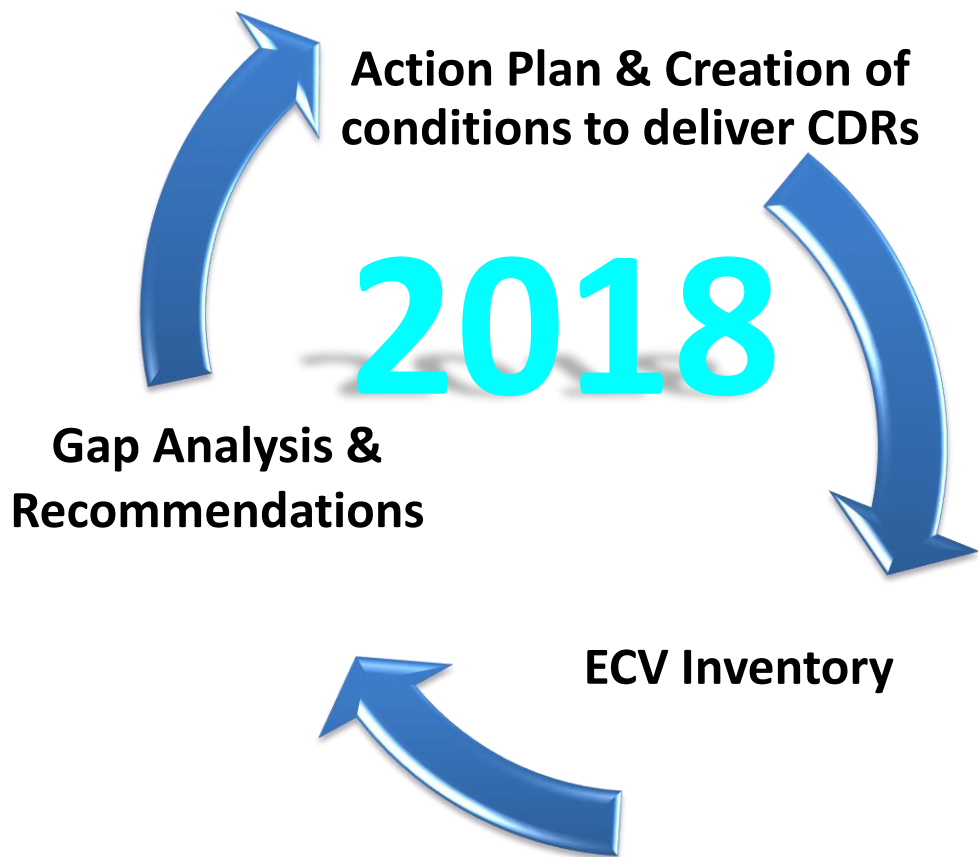 Action Plan & Creation of
conditions to deliver CDRs
2018
Gap Analysis &
Recommendations
ECV Inventory